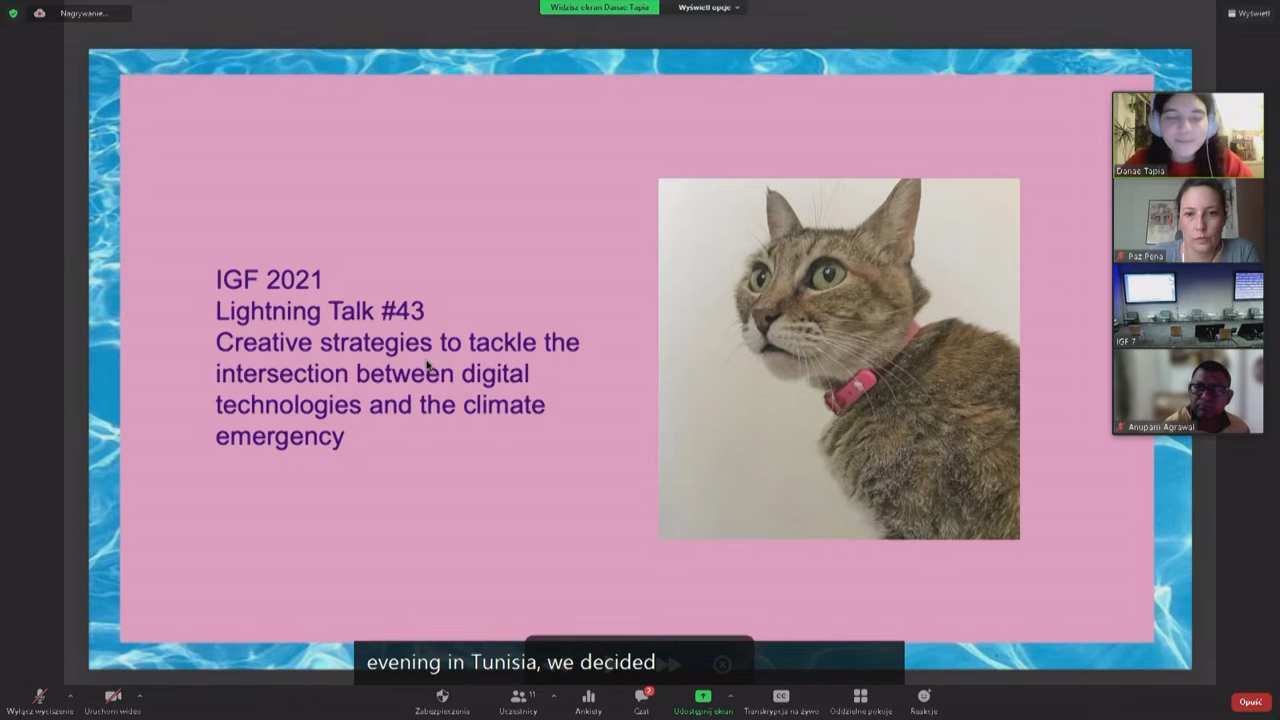 Nagrywanie...
Widzisz ekran Danae Tapia
Wyświetl opcje
Wyświetl
IGF 2021
Lightning Talk #43
Creative strategies to tackle the
intersection between digital
technologies and the climate
emergency
Danae Tapia
Paz Pena
IGF 7
Anupam Agrawal
evening in Tunisia, we decided
Wyłącz wyciszenie
Uruchom wideo
Zabezpieczenia
Uczestnicy
11
Ankiety
Czat
Udostępnij ekran
CC
Transkrypcja na żywo
Oddzielne pokoje
Reakcje
Opuść